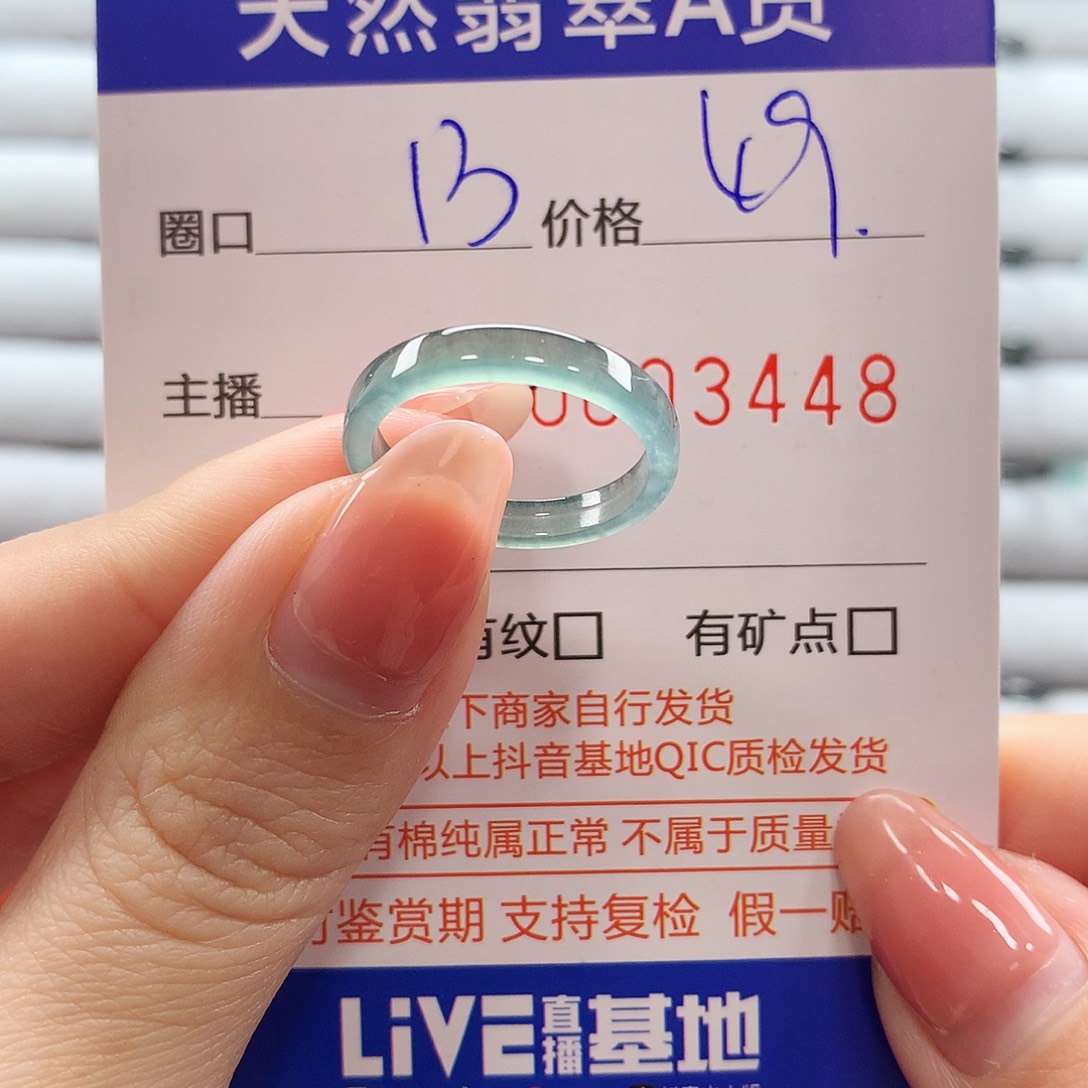 天然翡翠A货
圈口 13 价格 49.
主播 3448
有纹□ 有矿点□
下商家自行发货
以上抖音基地QIC质检发货
有棉纯属正常 不属于质量
鉴赏期 支持复检 假一赔
LiVE直播基地